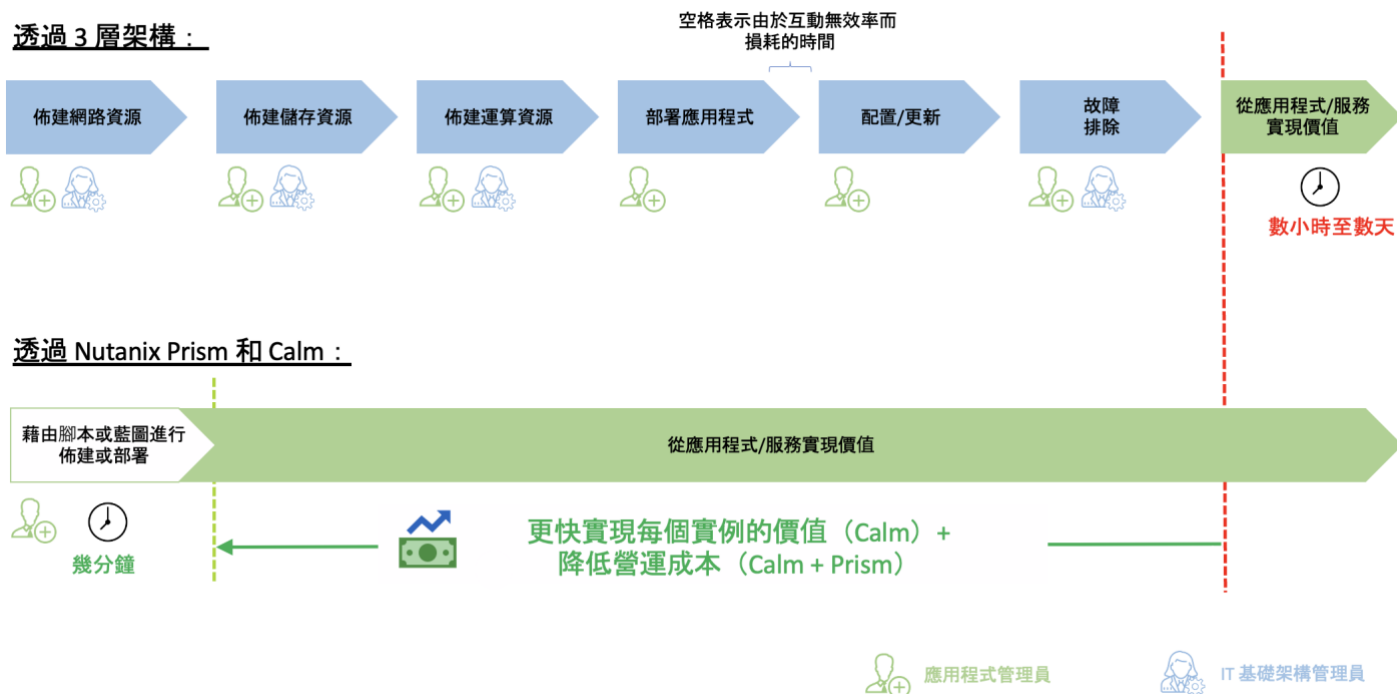 透過 3 層架構：
空格表示由於互動無效率而
損耗的時間
佈建網路資源
佈建儲存資源
佈建運算資源
部署應用程式
配置/更新
故障
排除
從應用程式/服務
實現價值
數小時至數天
透過 Nutanix Prism 和 Calm：
藉由腳本或藍圖進行
佈建或部署
從應用程式/服務實現價值
幾分鐘
更快實現每個實例的價值（Calm）+
降低營運成本（Calm + Prism）
應用程式管理員
IT 基礎架構管理員